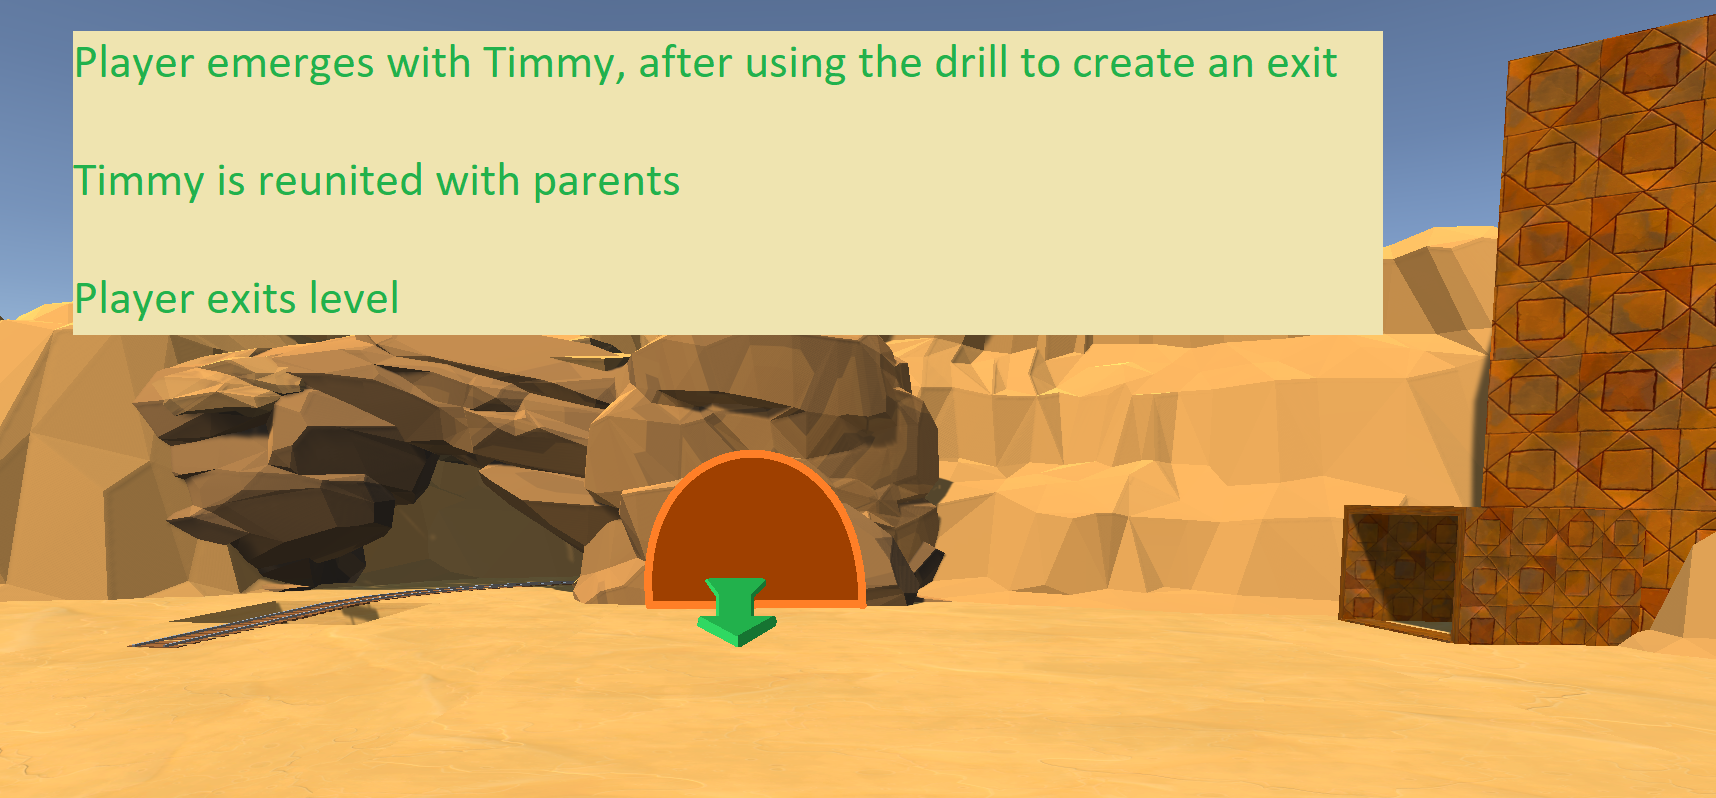 Player emerges with Timmy, after using the drill to create an exit
Timmy is reunited with parents
Player exits level